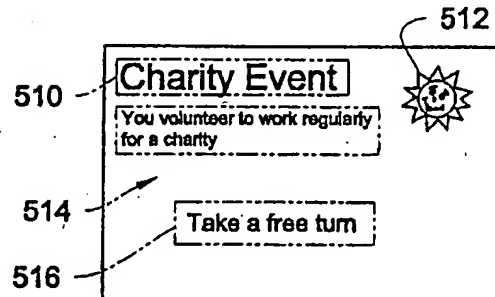 512
510
Charity Event
You volunteer to work regularly
for a charity
514
Take a free turn
516